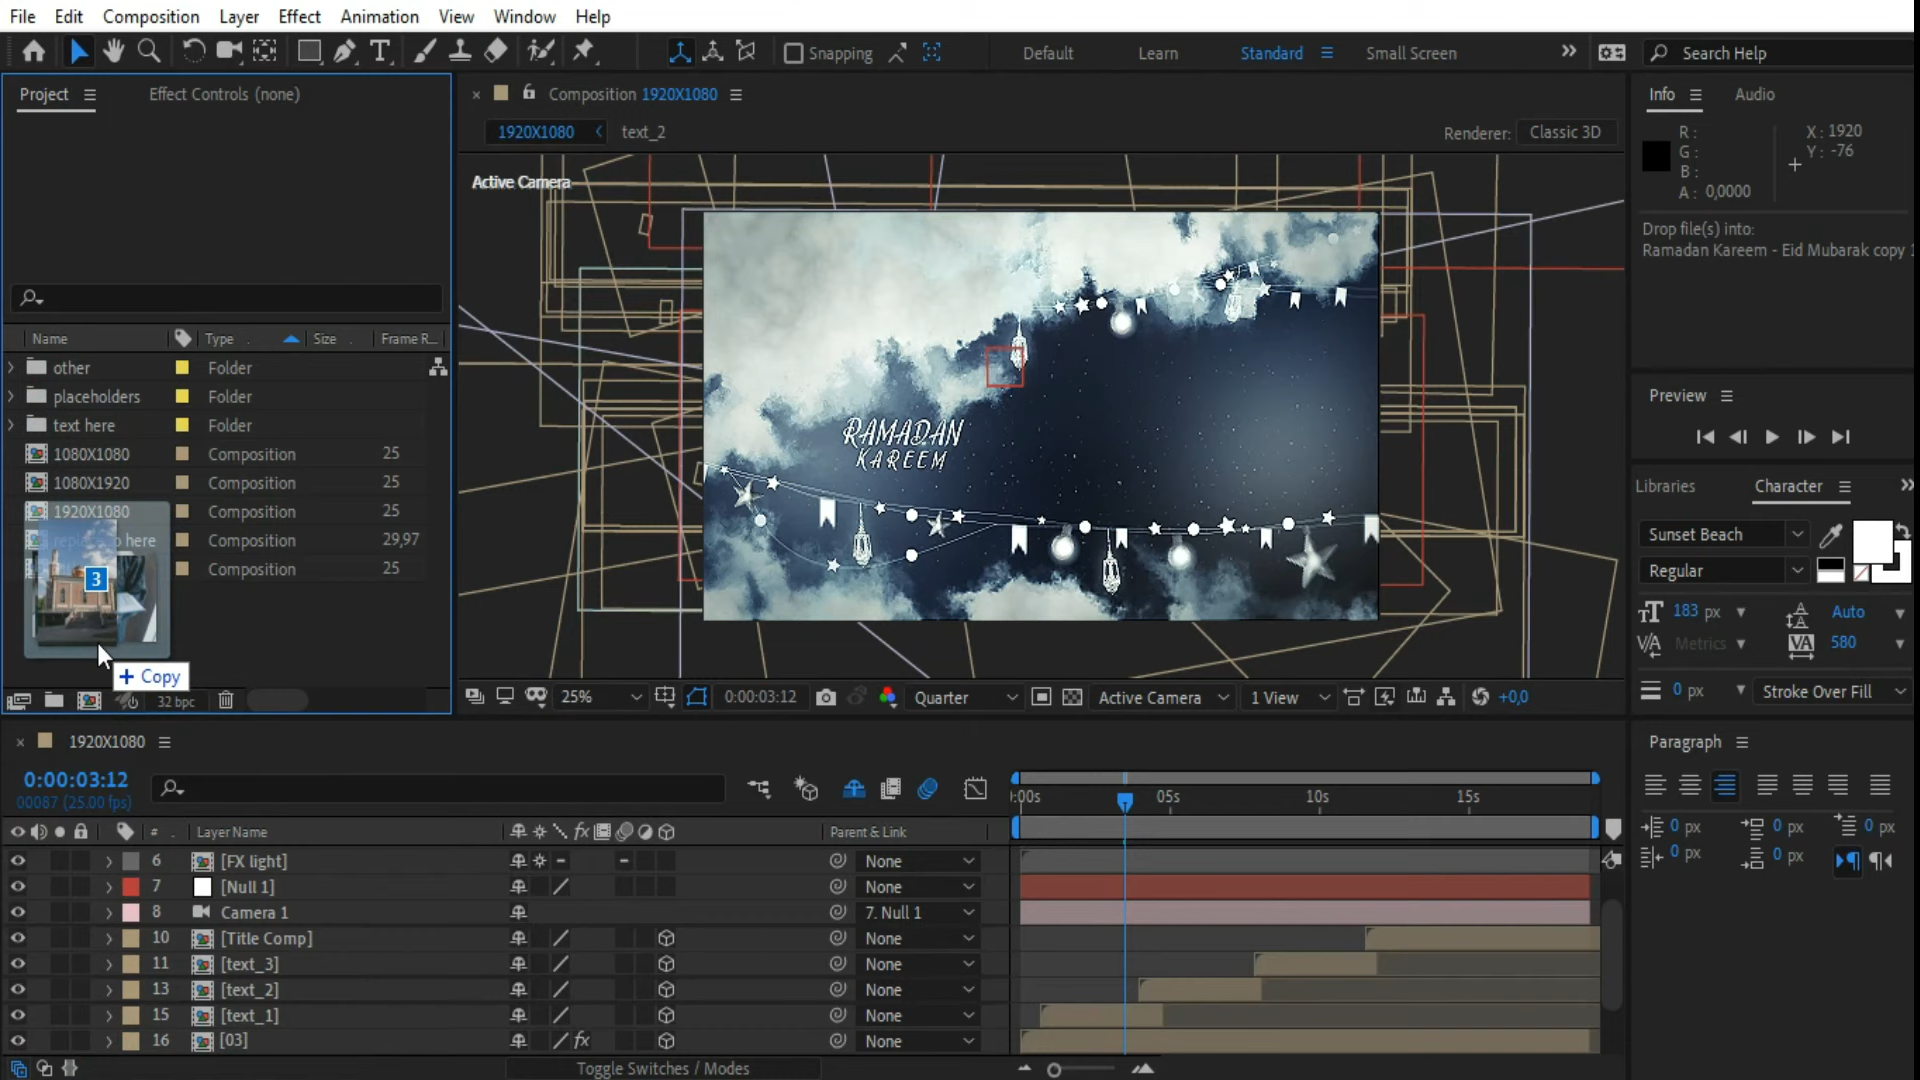 File Edit Composition Layer Effect Animation View Window Help
Snapping Default Learn Standard Small Screen Search Help
Project Effect Controls (none)
Composition 1920X1080
1920X1080 text_2
Renderer: Classic 3D
Active Camera
Info Audio
R:
G:
B:
A: 0,0000
X: 1920
Y: -76
Drop file(s) into:
Ramadan Kareem - Eid Mubarak copy 1
Name Type Size Frame R...
other Folder
placeholders Folder
text here Folder
1080X1080 Composition 25
1080X1920 Composition 25
1920X1080 Composition 25
here Composition 29,97
Composition 25
3
Copy
32 bpc
RAMADAN
KAREEM
25% 0:00:03:12 Quarter Active Camera 1 View +0,0
Preview
Libraries Character
Sunset Beach
Regular
183 px Auto
Metrics 580
0 px Stroke Over Fill
Paragraph
0 px 0 px 0 px
0 px 0 px
1920X1080
0:00:03:12
00087 (25.00 fps)
:00s 05s 10s 15s
# Layer Name Parent & Link
6 [FX light] None
7 [Null 1] None
8 Camera 1 7. Null 1
10 [Title Comp] None
11 [text_3] None
13 [text_2] None
15 [text_1] None
16 [03] None
Toggle Switches / Modes